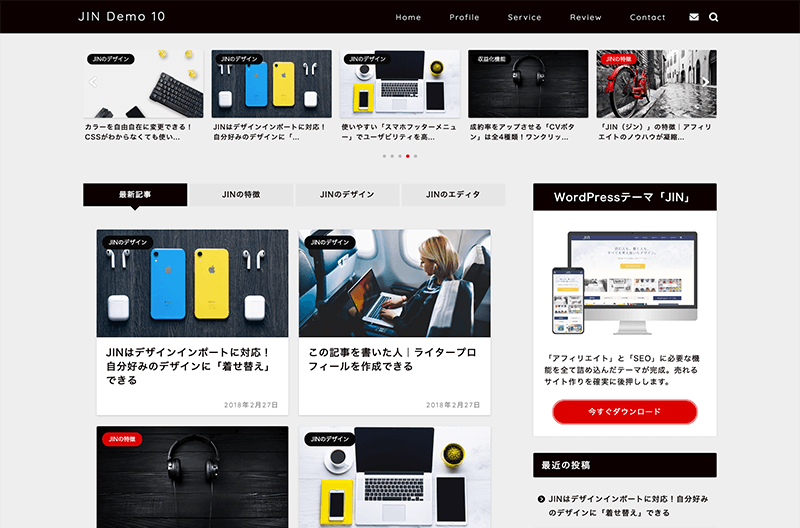 JIN Demo 10
Home Profile Service Review Contact
JINのデザイン
カラーを自由自在に変更できる！
CSSがわからなくても使い...
JINのデザイン
JINはデザインインポートに対応！
自分好みのデザインに「...
JINのデザイン
使いやすい「スマホフッターメニュ
ー」でユーザビリティを高...
収益化機能
成約率をアップさせる「CVボタ
ン」は全4種類！ワンクリッ...
JINの特徴
「JIN（ジン）」の特徴｜アフィリ
エイトのノウハウが凝縮...
最新記事 JINの特徴 JINのデザイン JINのエディタ
JINのデザイン
JINはデザインインポートに対応！
自分好みのデザインに「着せ替え」
できる
2018年2月27日
JINのデザイン
この記事を書いた人｜ライタープロ
フィールを作成できる
2018年2月27日
JINの特徴
JINのデザイン
WordPressテーマ「JIN」
「アフィリエイト」と「SEO」に必要な機
能を全て詰め込んだテーマが完成。売れる
サイト作りを確実に後押しします。
今すぐダウンロード
最近の投稿
JINはデザインインポートに対応！自分好み
のデザインに「着せ替え」できる